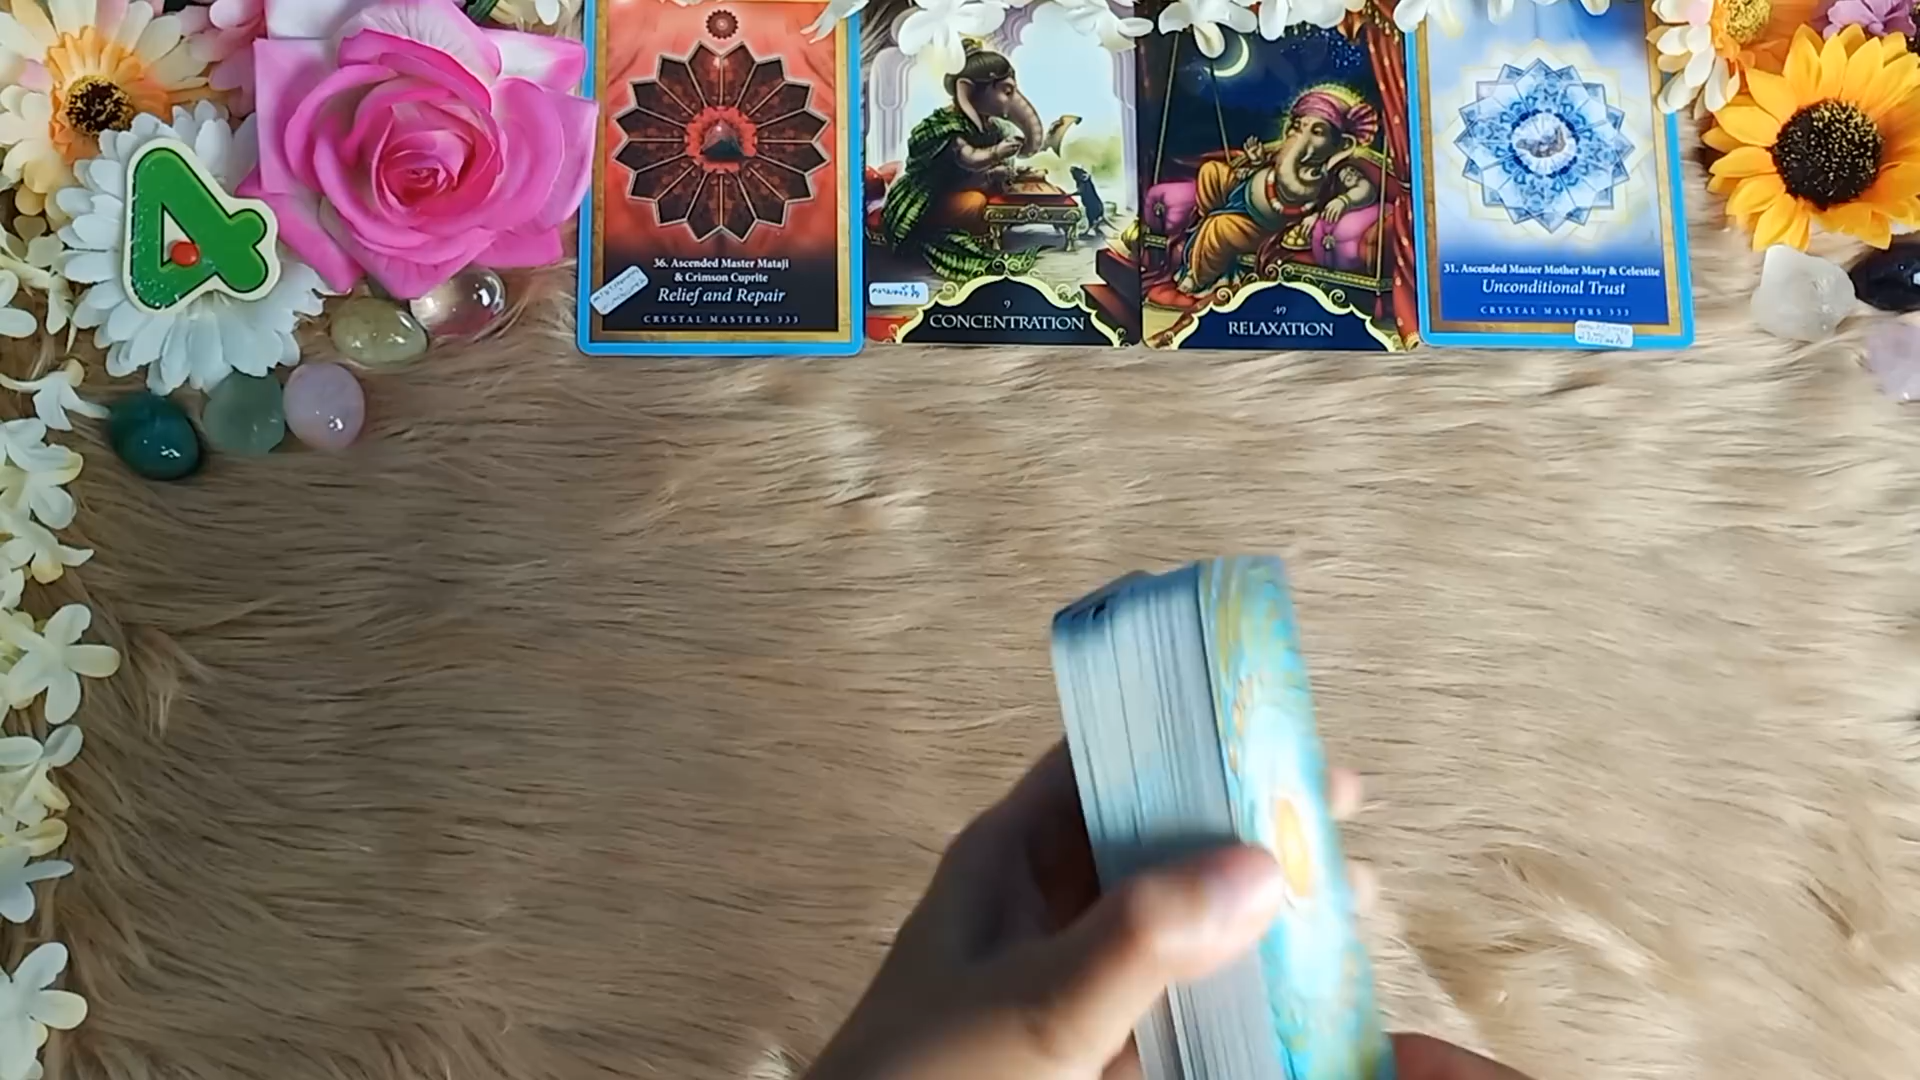 4
36. Ascended Master Mataji
& Crimson Cuprite
Relief and Repair
CRYSTAL MASTERS 333
9
CONCENTRATION
49
RELAXATION
31. Ascended Master Mother Mary & Celestite
Unconditional Trust
CRYSTAL MASTERS 333